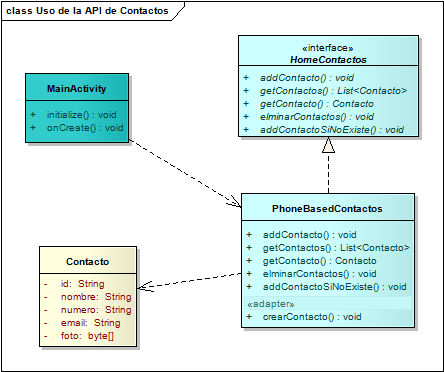 class Uso de la API de Contactos
«interface»
HomeContactos
+ addContacto() : void
+ getContactos() : List<Contacto>
+ getContacto() : Contacto
+ elminarContactos() : void
+ addContactoSiNoExiste() : void
MainActivity
+ initialize() : void
+ onCreate() : void
PhoneBasedContactos
+ addContacto() : void
+ getContactos() : List<Contacto>
+ getContacto() : Contacto
+ elminarContactos() : void
+ addContactoSiNoExiste() : void
«adapter»
+ crearContacto() : void
Contacto
- id: String
- nombre: String
- numero: String
- email: String
- foto: byte[]